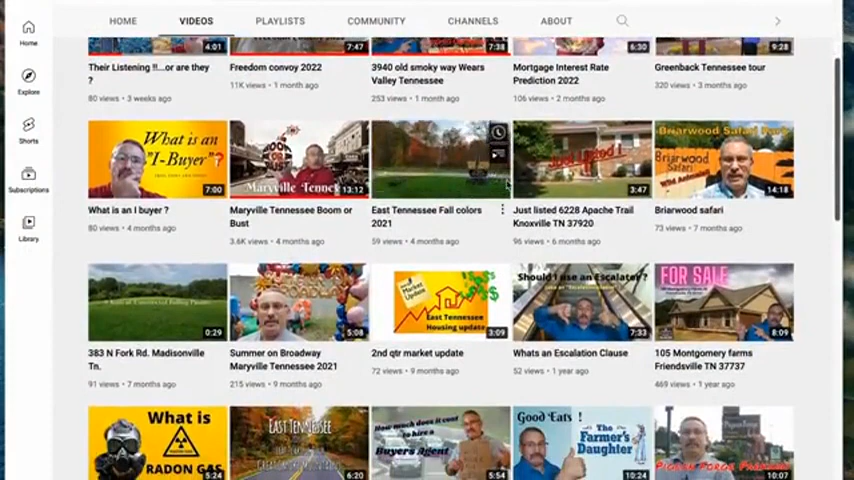 HOME VIDEOS PLAYLISTS COMMUNITY CHANNELS ABOUT
Home
Explore
Shorts
Subscriptions
Library
4:01 7:47 7:38 6:30 9:28
Their Listening !!...or are they
?
80 views • 3 weeks ago
Freedom convoy 2022
11K views • 1 month ago
3940 old smoky way Wears
Valley Tennessee
253 views • 1 month ago
Mortgage Interest Rate
Prediction 2022
106 views • 2 months ago
Greenback Tennessee tour
320 views • 3 months ago
What is an
"I-Buyer"?
7:00
What is an I buyer ?
80 views • 4 months ago
BOOM
OR
BUST
Maryville Tennes
13:12
Maryville Tennessee Boom or
Bust
3.6K views • 4 months ago
East Tennessee Fall colors
2021
59 views • 4 months ago
Just Listed !
3:47
Just listed 6228 Apache Trail
Knoxville TN 37920
96 views • 6 months ago
Briarwood Safari Park
Briarwood
Safari
14:18
Briarwood safari
73 views • 7 months ago
0:29
383 N Fork Rd. Madisonville
Tn.
91 views • 7 months ago
5:08
Summer on Broadway
Maryville Tennessee 2021
215 views • 9 months ago
Market
Update
East Tennessee
Housing update
3:09
2nd qtr market update
72 views • 9 months ago
Should I use an Escalator ?
7:33
Whats an Escalation Clause
52 views • 1 year ago
FOR SALE
8:09
105 Montgomery farms
Friendsville TN 37737
469 views • 1 year ago
What is
RADON GAS
5:24
EAST TENNESSEE
6:20
How much does it cost
to hire a
Buyers Agent
5:54
Good Eats !
The
Farmer's
Daughter
10:24
Pigeon Forge
10:07